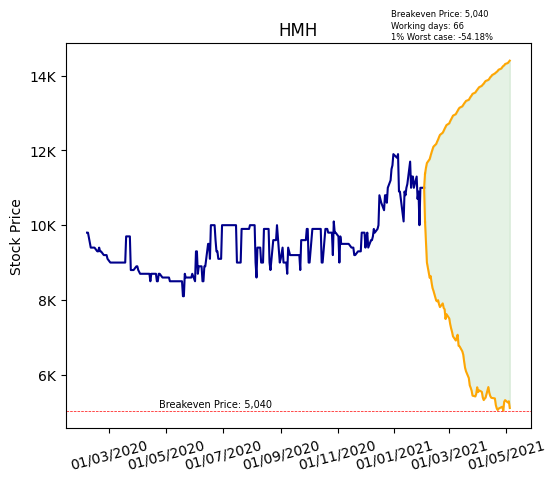 Breakeven Price: 5,040
Working days: 66
1% Worst case: -54.18%
HMH
Stock Price
14K
12K
10K
8K
6K
Breakeven Price: 5,040
01/03/2020
01/05/2020
01/07/2020
01/09/2020
01/11/2020
01/01/2021
01/03/2021
01/05/2021